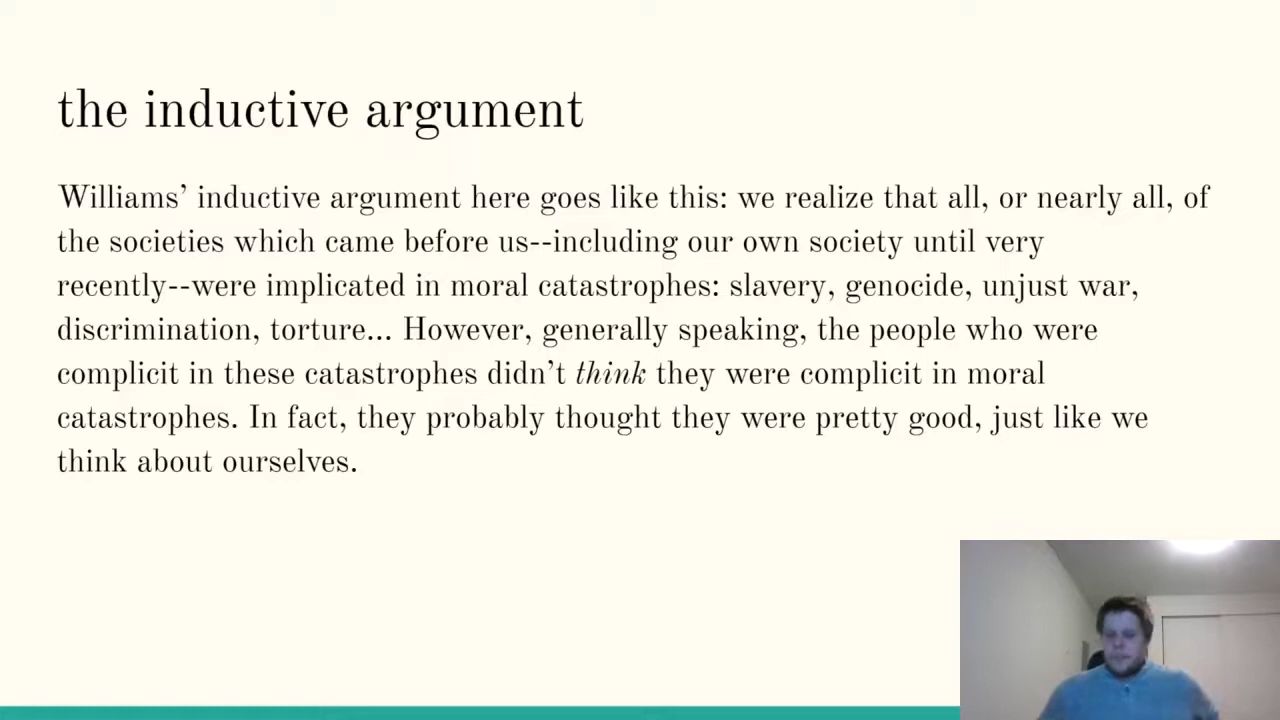 the inductive argument
Williams’ inductive argument here goes like this: we realize that all, or nearly all, of
the societies which came before us--including our own society until very
recently--were implicated in moral catastrophes: slavery, genocide, unjust war,
discrimination, torture... However, generally speaking, the people who were
complicit in these catastrophes didn’t think they were complicit in moral
catastrophes. In fact, they probably thought they were pretty good, just like we
think about ourselves.